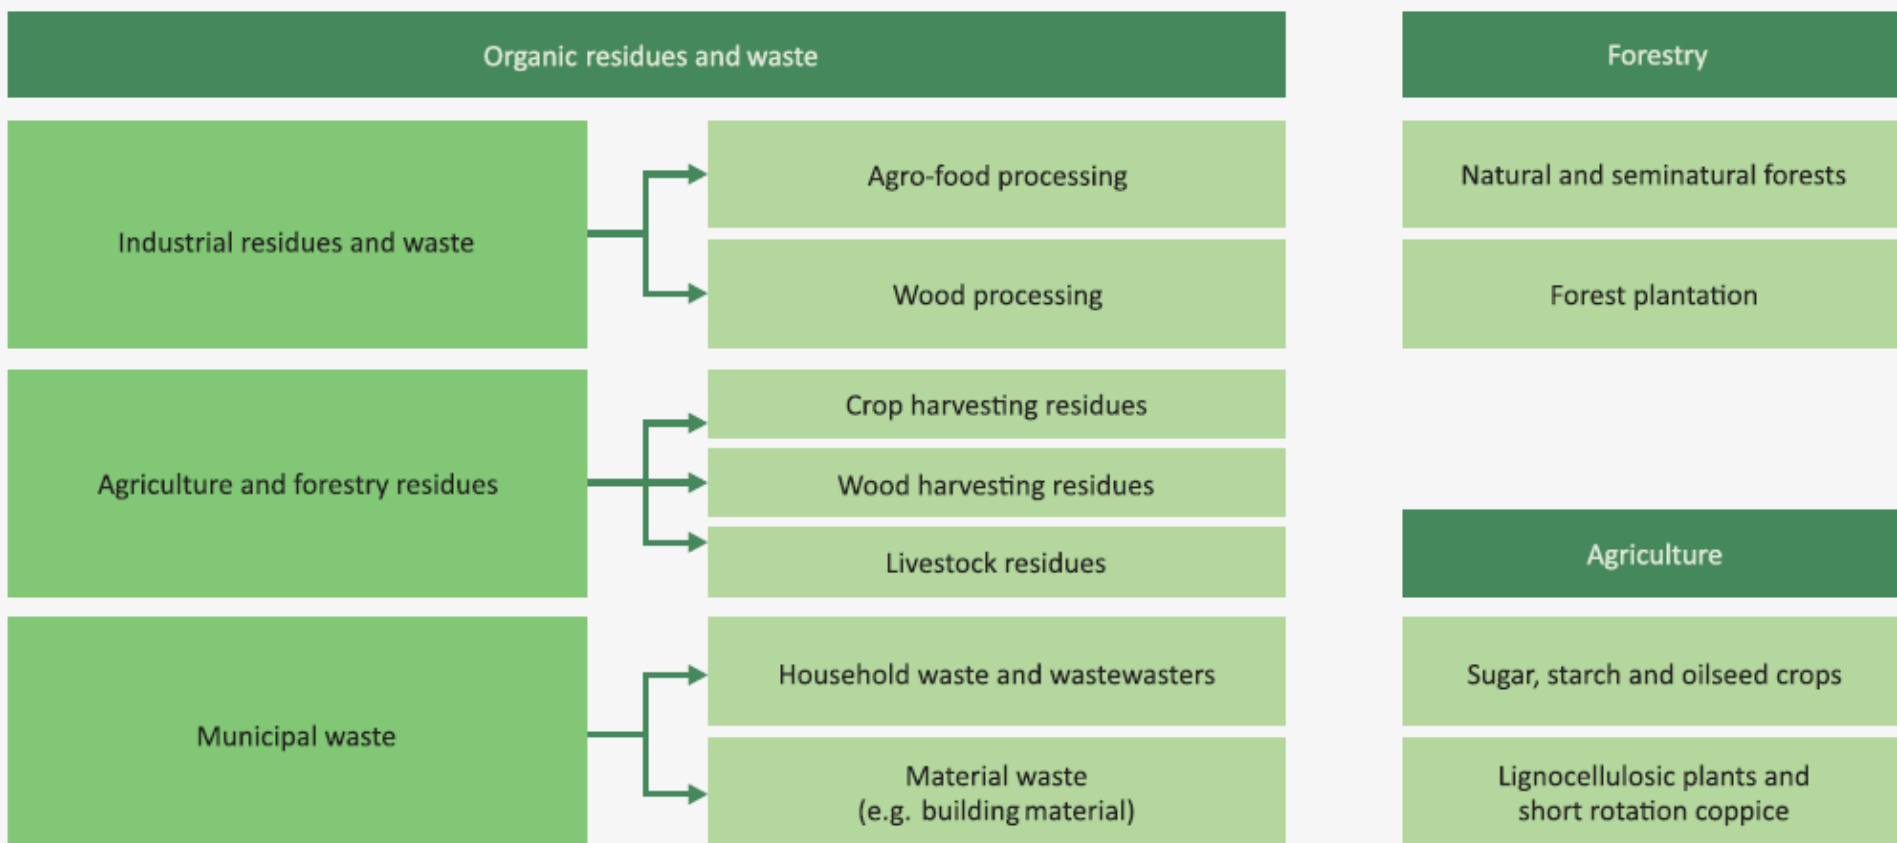 Organic residues and waste
Industrial residues and waste
Agro-food processing
Wood processing
Agriculture and forestry residues
Crop harvesting residues
Wood harvesting residues
Livestock residues
Municipal waste
Household waste and wastewasters
Material waste
(e.g. building material)
Forestry
Natural and seminatural forests
Forest plantation
Agriculture
Sugar, starch and oilseed crops
Lignocellulosic plants and
short rotation coppice